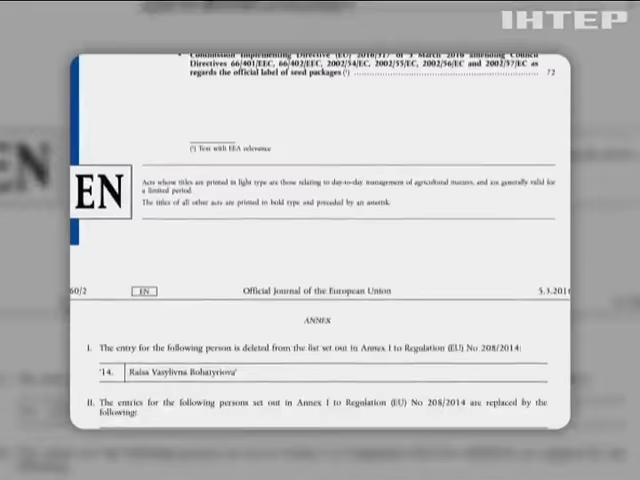 ІНТЕР
Commission Implementing Directive (EU) 2016/317 of 3 March 2016 amending Council
Directives 66/401/EEC, 66/402/EEC, 2002/54/EC, 2002/55/EC, 2002/56/EC and 2002/57/EC as
regards the official label of seed packages (¹) 72
(¹) Text with EEA relevance
EN
Acts whose titles are printed in light type are those relating to day-to-day management of agricultural matters, and are generally valid for
a limited period.
The titles of all other acts are printed in bold type and preceded by an asterisk.
60/2 EN Official Journal of the European Union 5.3.201
ANNEX
I. The entry for the following person is deleted from the list set out in Annex I to Regulation (EU) No 208/2014:
'14. Raisa Vasylivna Bohatyriova'
II. The entries for the following persons set out in Annex I to Regulation (EU) No 208/2014 are replaced by the
following: